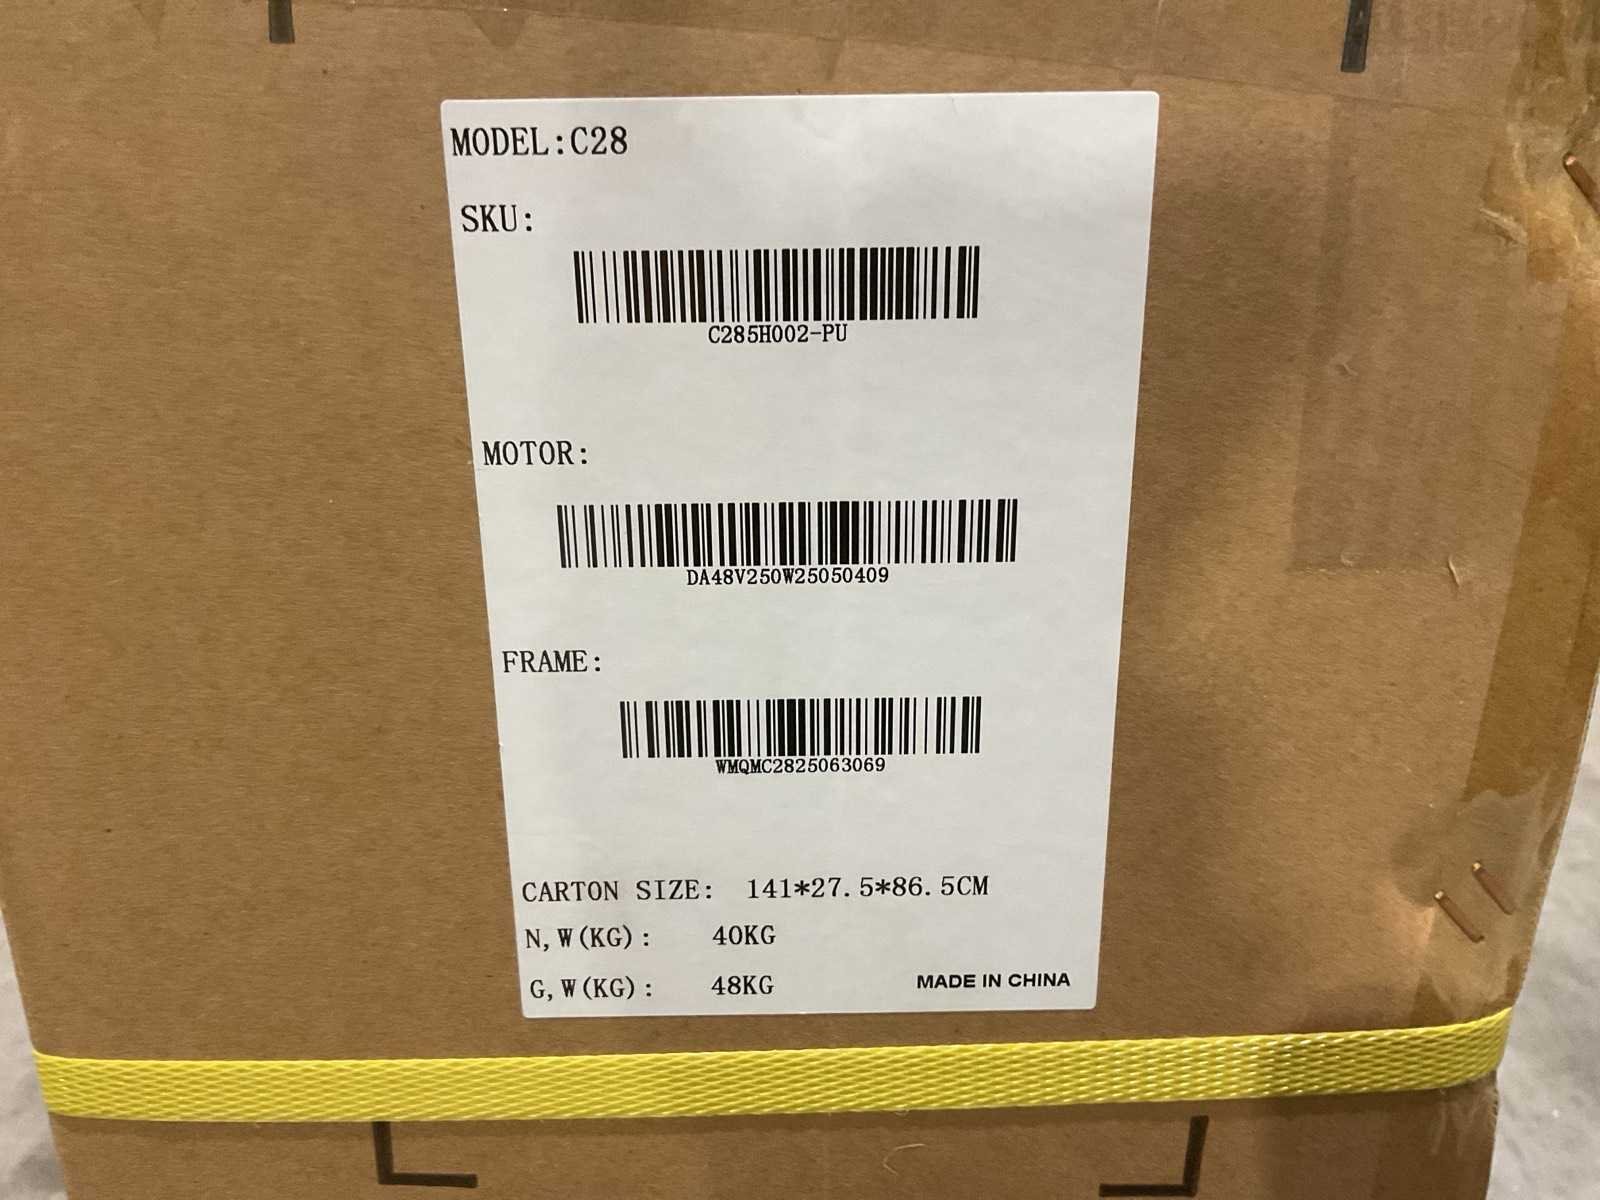 MODEL:C28
SKU:
C285H002-PU
MOTOR:
DA48V250W25050409
FRAME:
WMQMC2825063069
CARTON SIZE: 141*27.5*86.5CM
N,W(KG): 40KG
G,W(KG): 48KG
MADE IN CHINA